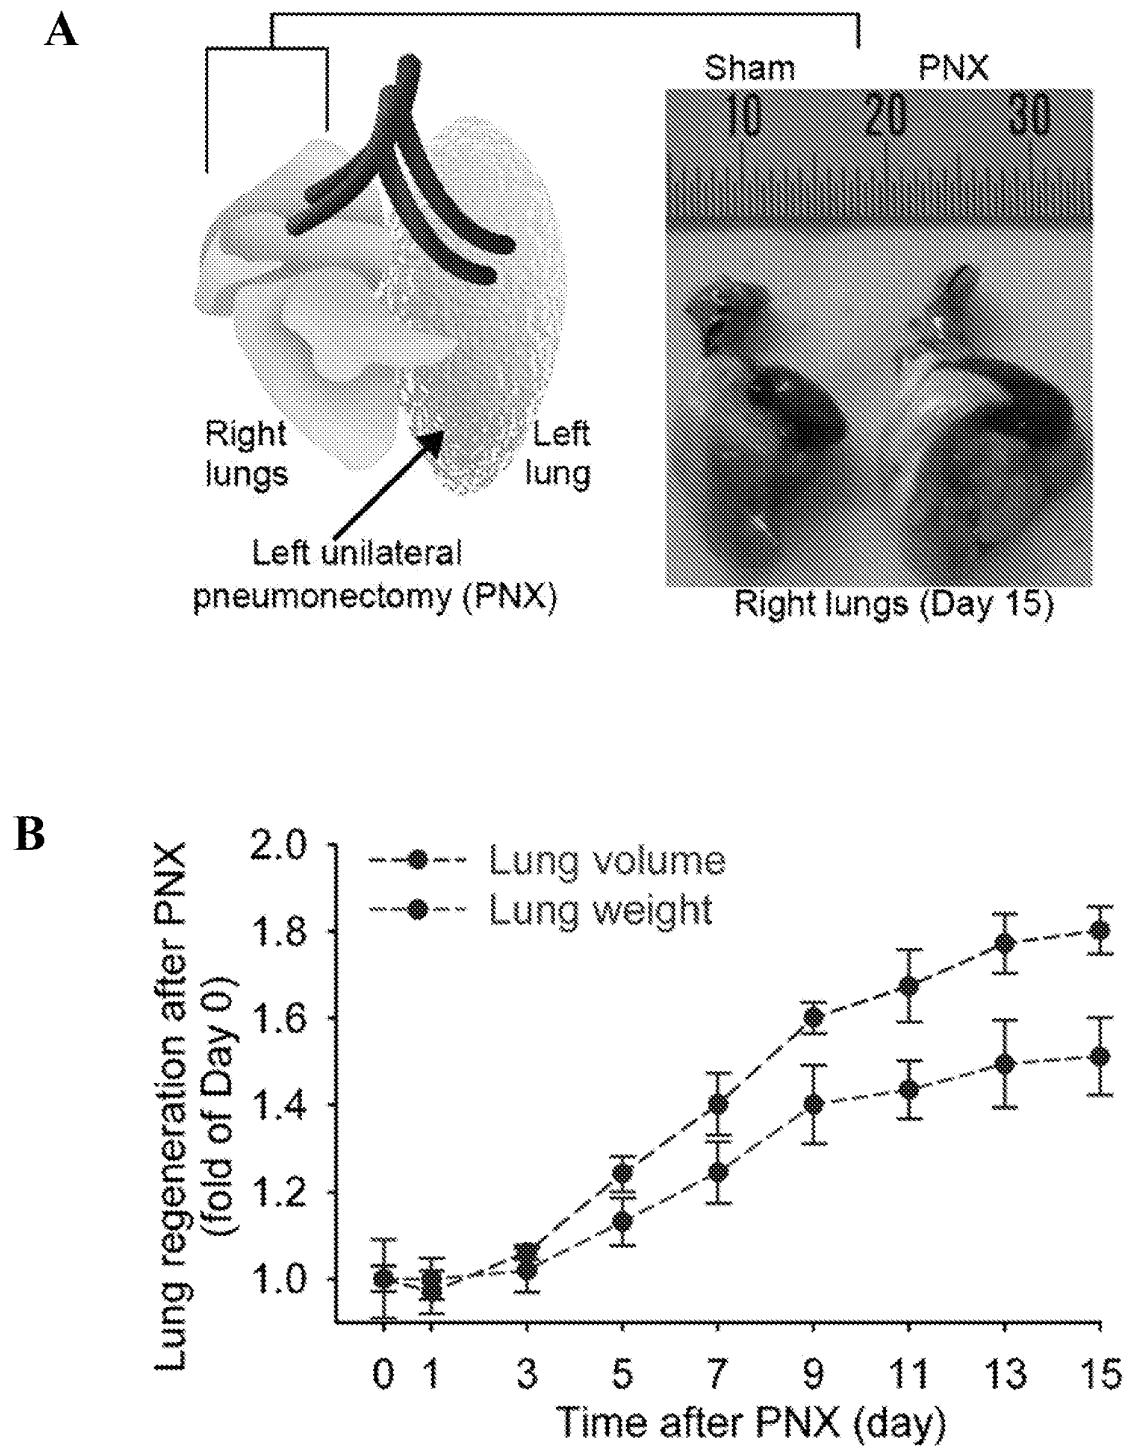 A
Sham PNX
10 20 30
Right
lungs
Left
lung
Left unilateral
pneumonectomy (PNX)
Right lungs (Day 15)
B
Lung regeneration after PNX
(fold of Day 0)
2.0
1.8
1.6
1.4
1.2
1.0
Lung volume
Lung weight
0 1 3 5 7 9 11 13 15
Time after PNX (day)